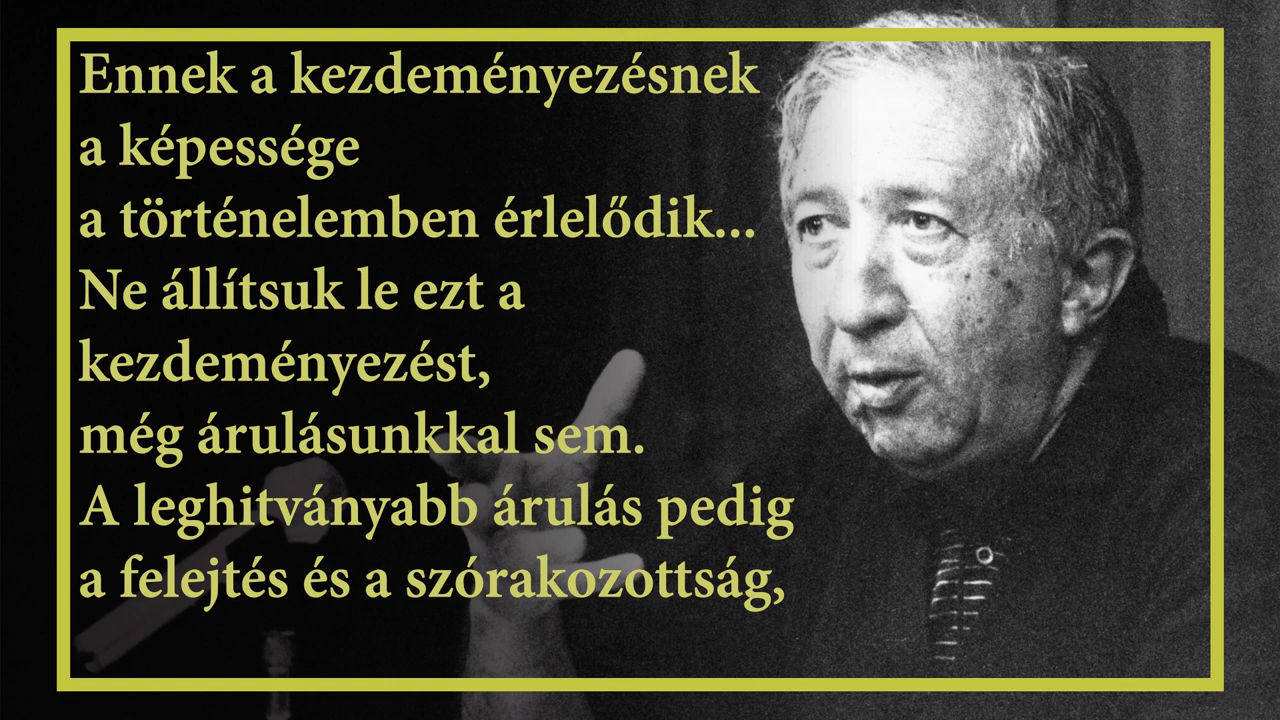 Ennek a kezdeményezésnek
a képessége
a történelemben érlelődik...
Ne állítsuk le ezt a
kezdeményezést,
még árulásunkkal sem.
A leghitványabb árulás pedig
a felejtés és a szórakozottság,